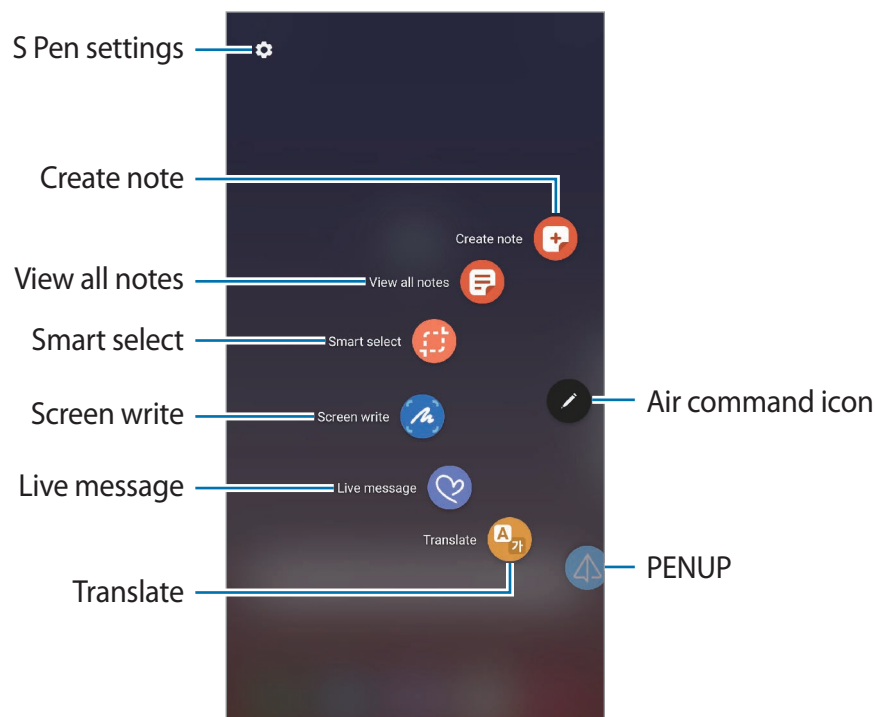 S Pen settings
Create note
Create note
View all notes
View all notes
Smart select
Smart select
Screen write
Screen write
Air command icon
Live message
Live message
Translate
A
가
PENUP
Translate